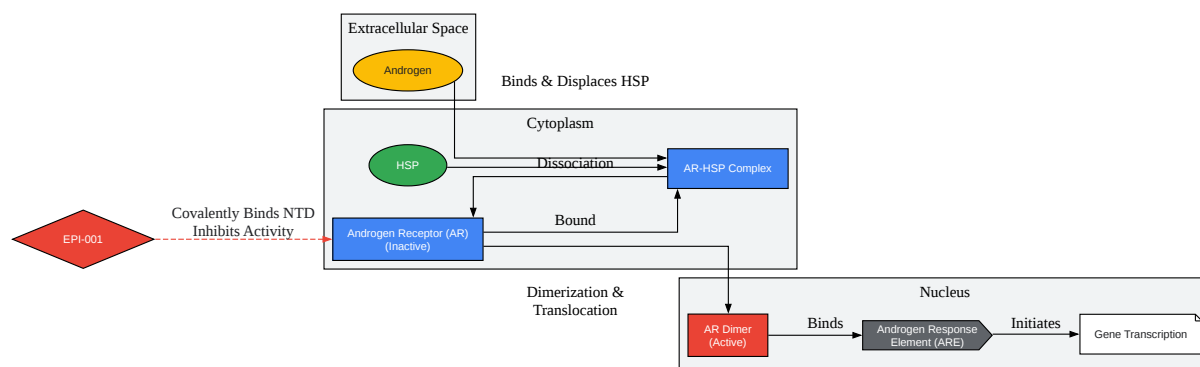 Extracellular Space
Androgen
Binds & Displaces HSP
Cytoplasm
HSP
Dissociation
AR-HSP Complex
EPI-001
Covalently Binds NTD
Inhibits Activity
Androgen Receptor (AR)
(Inactive)
Bound
Dimerization &
Translocation
Nucleus
AR Dimer
(Active)
Binds
Androgen Response
Element (ARE)
Initiates
Gene Transcription